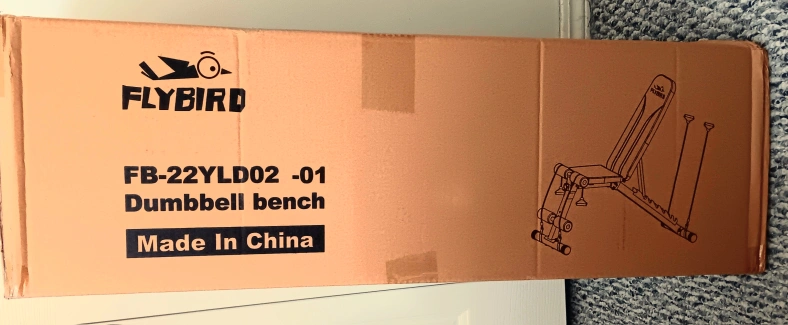 FLYBIRD
FB-22YLD02 -01
Dumbbell bench
Made In China